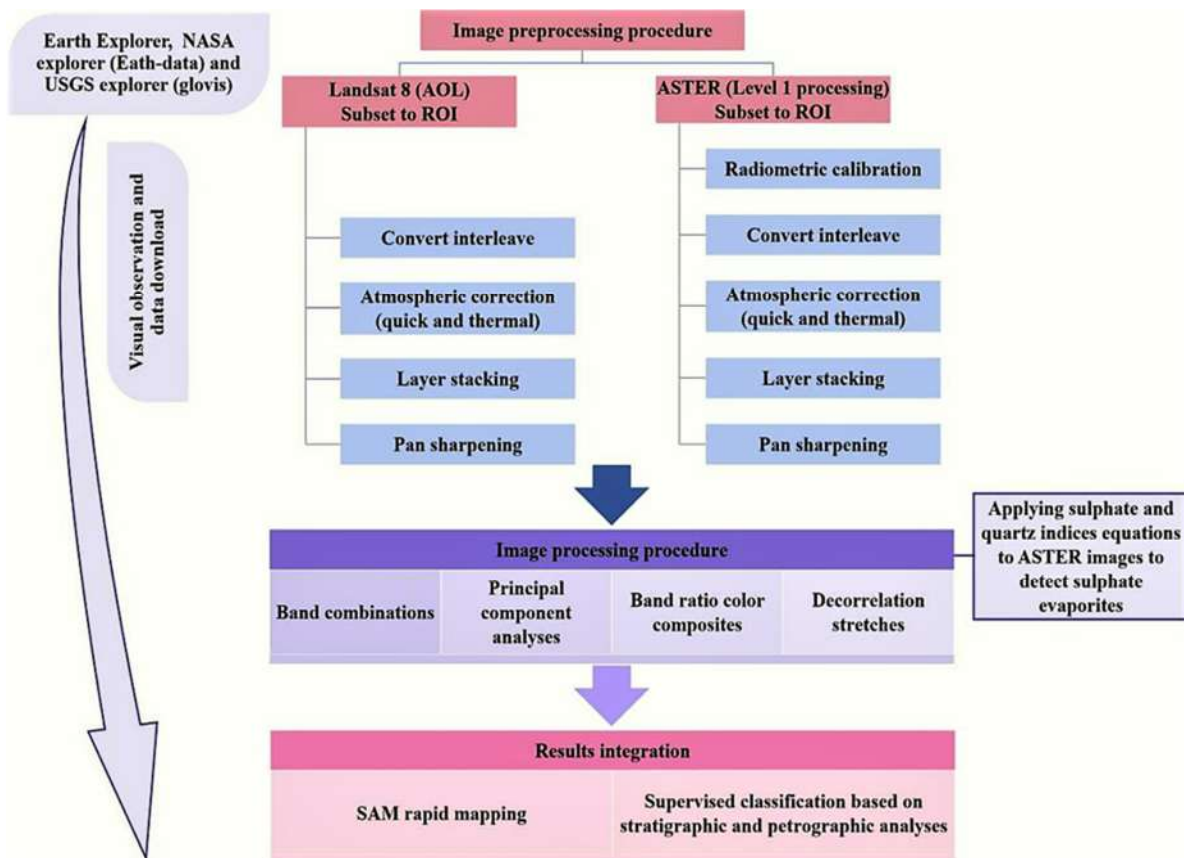 Earth Explorer, NASA
explorer (Eath-data) and
USGS explorer (glovis)
Visual observation and
data download
Image preprocessing procedure
Landsat 8 (AOL)
Subset to ROI
Convert interleave
Atmospheric correction
(quick and thermal)
Layer stacking
Pan sharpening
ASTER (Level 1 processing)
Subset to ROI
Radiometric calibration
Convert interleave
Atmospheric correction
(quick and thermal)
Layer stacking
Pan sharpening
Image processing procedure
Band combinations
Principal
component
analyses
Band ratio color
composites
Decorrelation
stretches
Applying sulphate and
quartz indices equations
to ASTER images to
detect sulphate
evaporites
Results integration
SAM rapid mapping
Supervised classification based on
stratigraphic and petrographic analyses